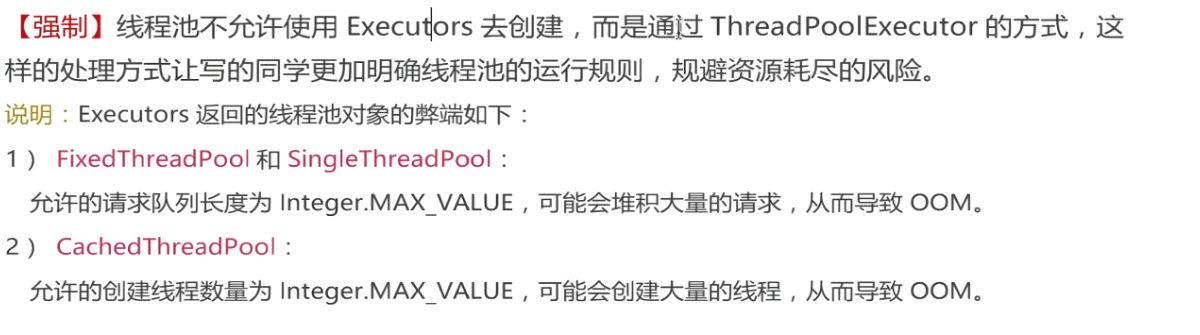 【强制】线程池不允许使用 Executors 去创建，而是通过 ThreadPoolExecutor 的方式，这
样的处理方式让写的同学更加明确线程池的运行规则，规避资源耗尽的风险。
说明：Executors 返回的线程池对象的弊端如下：
1） FixedThreadPool 和 SingleThreadPool：
允许的请求队列长度为 Integer.MAX_VALUE，可能会堆积大量的请求，从而导致 OOM。
2） CachedThreadPool：
允许的创建线程数量为 Integer.MAX_VALUE，可能会创建大量的线程，从而导致 OOM。